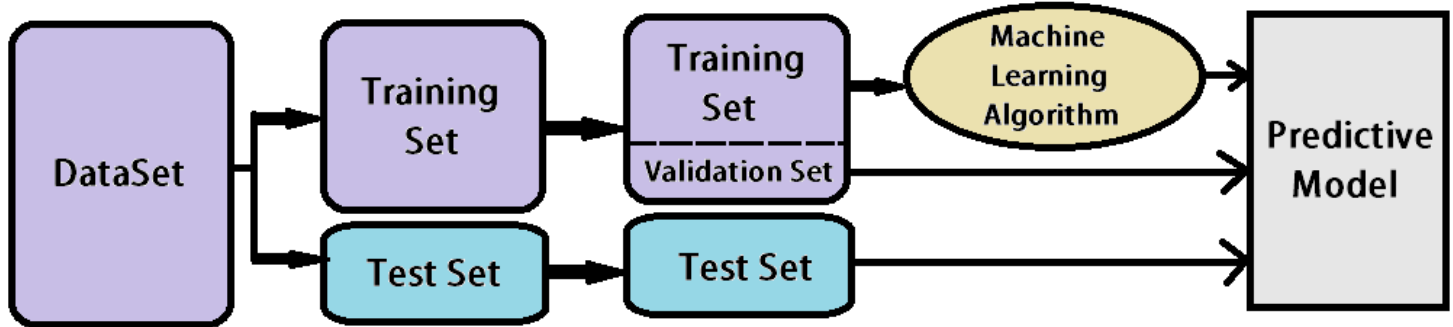 DataSet
Training
Set
Test Set
Training
Set
Validation Set
Test Set
Machine
Learning
Algorithm
Predictive
Model